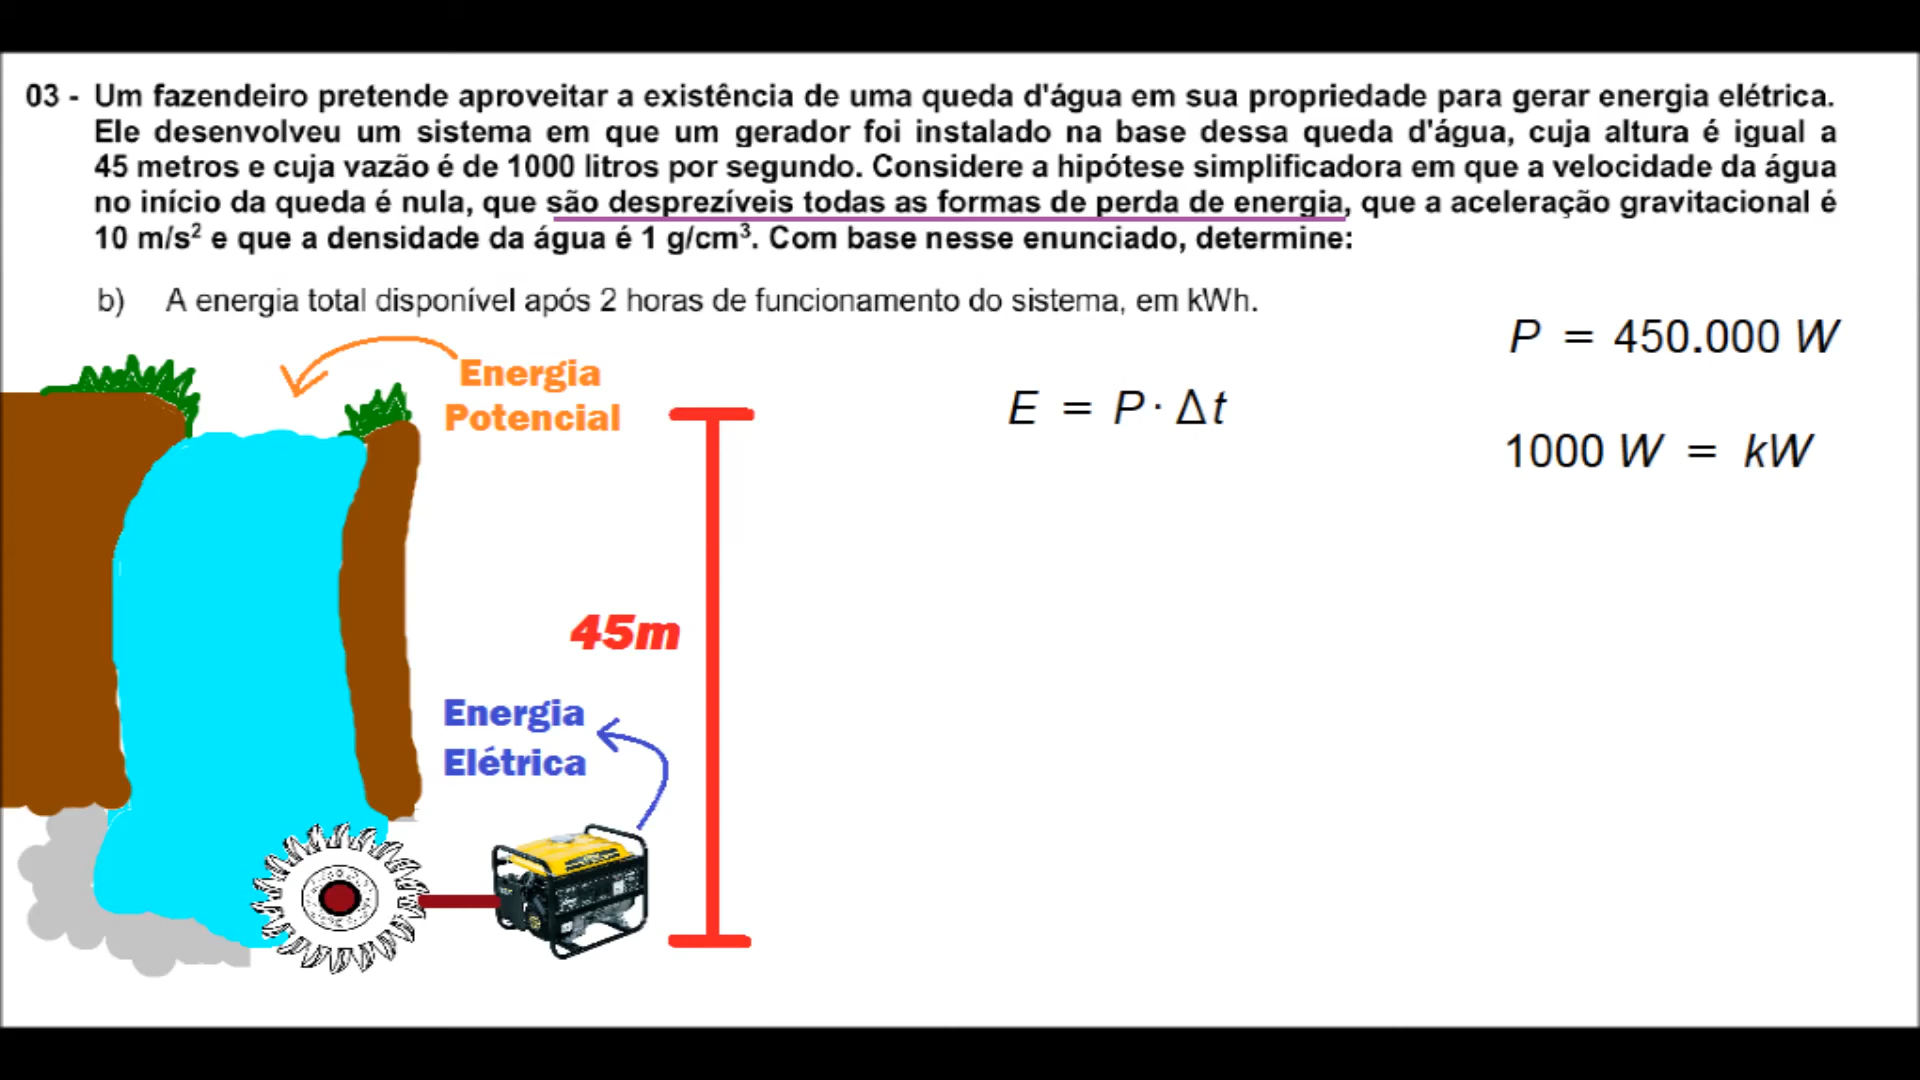 03 - Um fazendeiro pretende aproveitar a existência de uma queda d'água em sua propriedade para gerar energia elétrica.
Ele desenvolveu um sistema em que um gerador foi instalado na base dessa queda d'água, cuja altura é igual a
45 metros e cuja vazão é de 1000 litros por segundo. Considere a hipótese simplificadora em que a velocidade da água
no início da queda é nula, que são desprezíveis todas as formas de perda de energia, que a aceleração gravitacional é
10 m/s² e que a densidade da água é 1 g/cm³. Com base nesse enunciado, determine:
b) A energia total disponível após 2 horas de funcionamento do sistema, em kWh.
P = 450.000 W
Energia
Potencial
E = P · Δt
1000 W = kW
45m
Energia
Elétrica